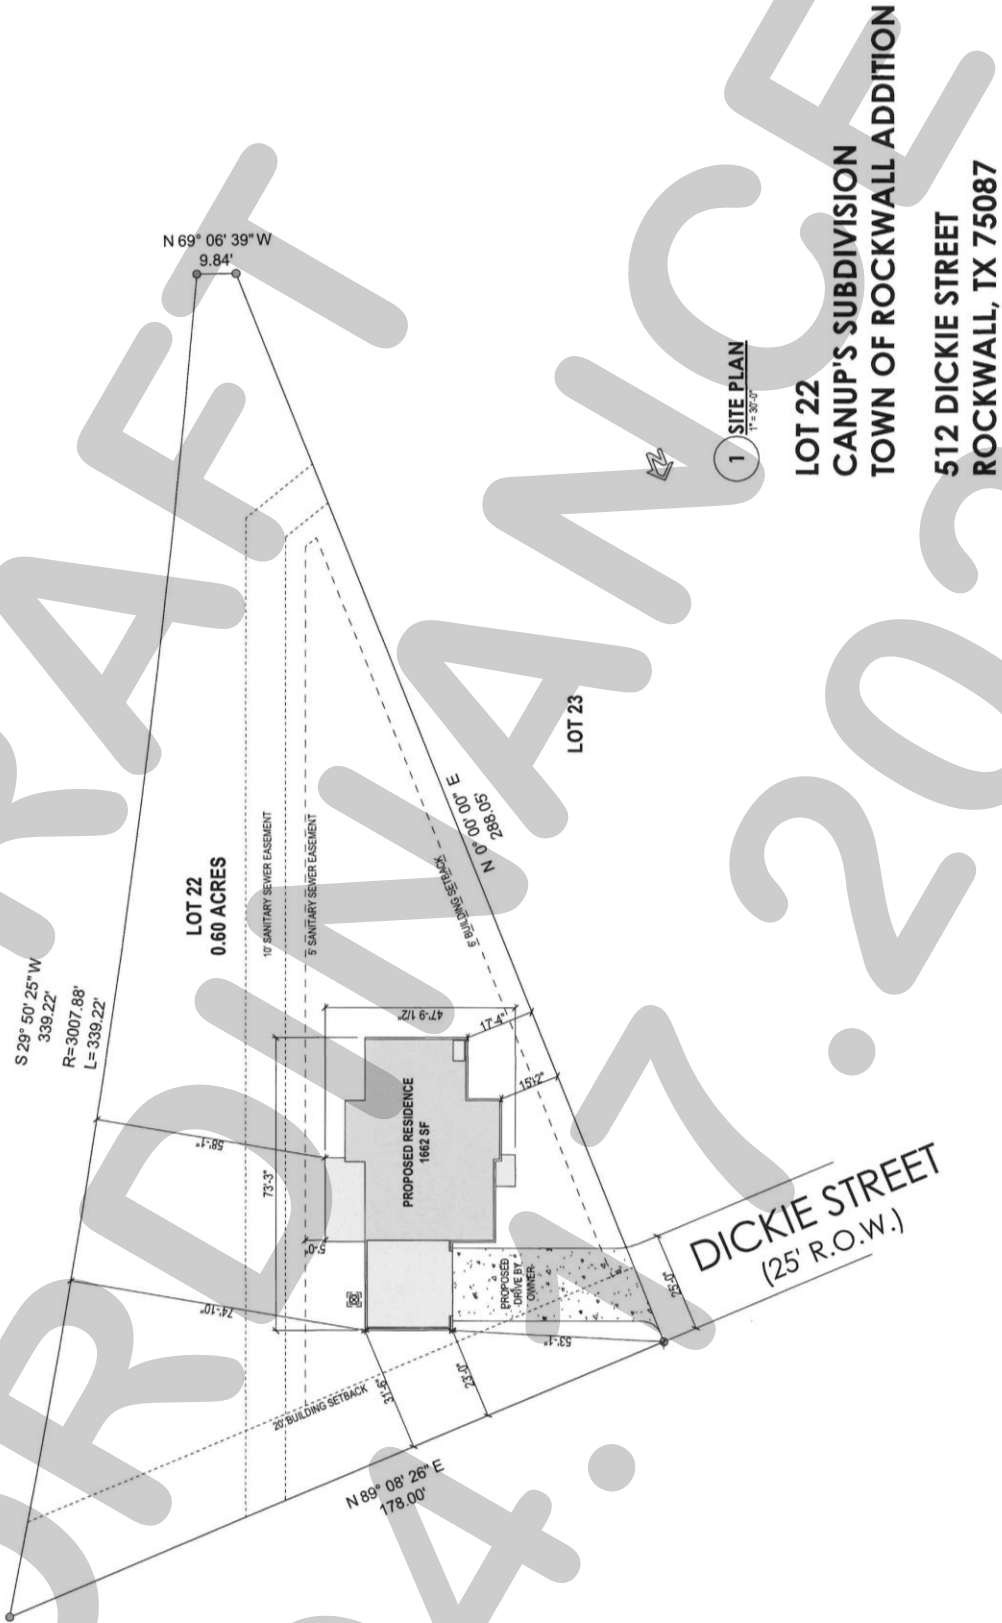 N 69° 06' 39" W
9.84'
S 29° 50' 25" W
339.22'
R=3007.88'
L= 339.22'
LOT 22
0.60 ACRES
10' SANITARY SEWER EASEMENT
5' SANITARY SEWER EASEMENT
6' BUILDING SETBACK
N 0° 00' 00" E
288.05'
LOT 23
58'-1"
73'-3"
47'-9 1/2"
17'-4"
15'-2"
PROPOSED RESIDENCE
1662 SF
5'-0"
74'-10"
PROPOSED
DRIVE BY
OWNER
53'-1"
25'-0"
31'-6"
23'-0"
20' BUILDING SETBACK
N 89° 08' 26" E
178.00'
DICKIE STREET
(25' R.O.W.)
1
SITE PLAN
1" = 30'-0"
LOT 22
CANUP'S SUBDIVISION
TOWN OF ROCKWALL ADDITION
512 DICKIE STREET
ROCKWALL, TX 75087